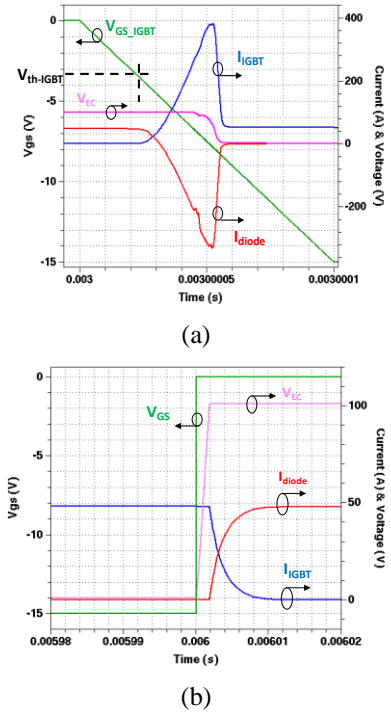 0
-5
-10
-15
Vgs (V)
400
200
0
-200
Current (A) & Voltage (V)
V_GS_IGBT
V_th-IGBT
V_EC
I_IGBT
I_diode
0.003
0.00300005
0.0030001
Time (s)
(a)
0
-5
-10
-15
Vgs (V)
100
50
0
Current (A) & Voltage (V)
V_GS
V_EC
I_diode
I_IGBT
0.00598
0.00599
0.006
0.00601
0.00602
Time (s)
(b)